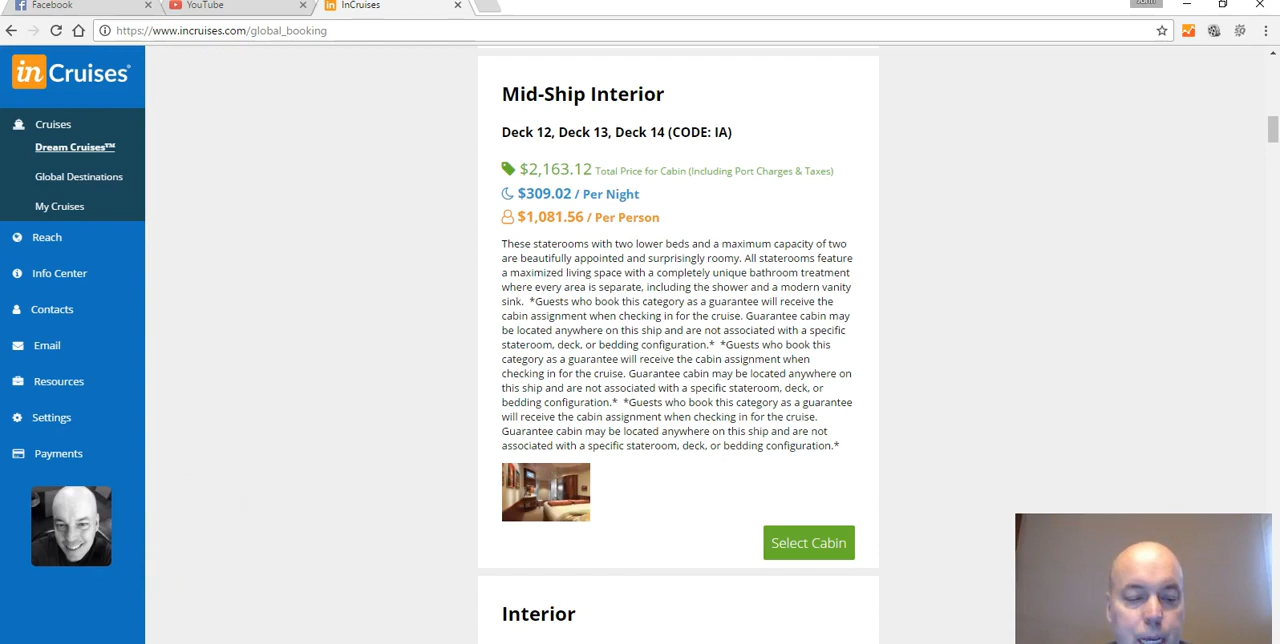 Facebook
YouTube
InCruises
https://www.incruises.com/global_booking
inCruises®
Cruises
Dream Cruises™
Global Destinations
My Cruises
Reach
Info Center
Contacts
Email
Resources
Settings
Payments
Mid-Ship Interior
Deck 12, Deck 13, Deck 14 (CODE: IA)
$2,163.12 Total Price for Cabin (Including Port Charges & Taxes)
$309.02 / Per Night
$1,081.56 / Per Person
These staterooms with two lower beds and a maximum capacity of two
are beautifully appointed and surprisingly roomy. All staterooms feature
a maximized living space with a completely unique bathroom treatment
where every area is separate, including the shower and a modern vanity
sink.  *Guests who book this category as a guarantee will receive the
cabin assignment when checking in for the cruise. Guarantee cabin may
be located anywhere on this ship and are not associated with a specific
stateroom, deck, or bedding configuration.*  *Guests who book this
category as a guarantee will receive the cabin assignment when
checking in for the cruise. Guarantee cabin may be located anywhere on
this ship and are not associated with a specific stateroom, deck, or
bedding configuration.*  *Guests who book this category as a guarantee
will receive the cabin assignment when checking in for the cruise.
Guarantee cabin may be located anywhere on this ship and are not
associated with a specific stateroom, deck, or bedding configuration.*
Select Cabin
Interior